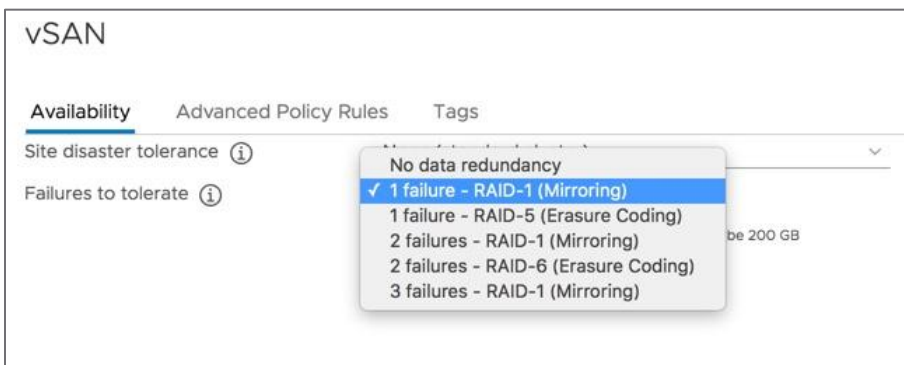 vSAN
Availability Advanced Policy Rules Tags
Site disaster tolerance
No data redundancy
Failures to tolerate
✓ 1 failure - RAID-1 (Mirroring)
1 failure - RAID-5 (Erasure Coding)
2 failures - RAID-1 (Mirroring)
be 200 GB
2 failures - RAID-6 (Erasure Coding)
3 failures - RAID-1 (Mirroring)